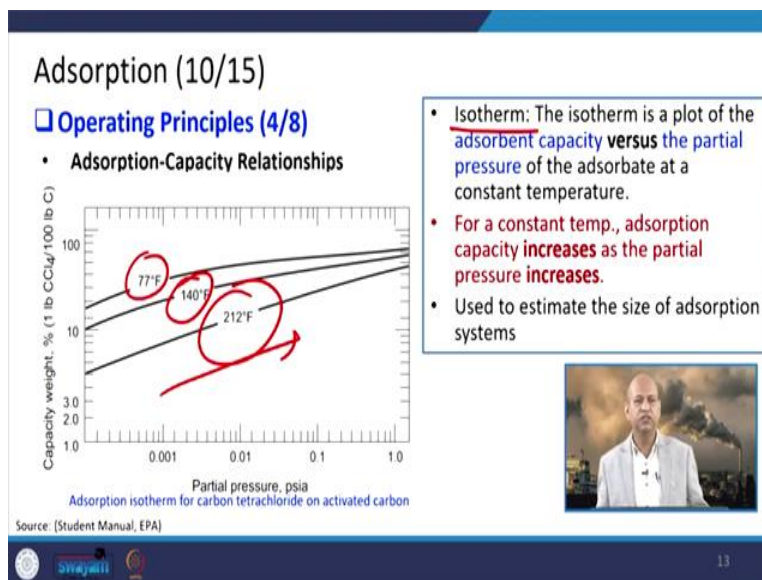 Adsorption (10/15)
Operating Principles (4/8)
• Adsorption-Capacity Relationships
Capacity weight, % (1 lb CCl4/100 lb C)
100
10
3.0
2.0
1.0
77°F
140°F
212°F
0.001
0.01
0.1
1.0
Partial pressure, psia
Adsorption isotherm for carbon tetrachloride on activated carbon
Source: (Student Manual, EPA)
• Isotherm: The isotherm is a plot of the
adsorbent capacity versus the partial
pressure of the adsorbate at a
constant temperature.
• For a constant temp., adsorption
capacity increases as the partial
pressure increases.
• Used to estimate the size of adsorption
systems
swayam
13